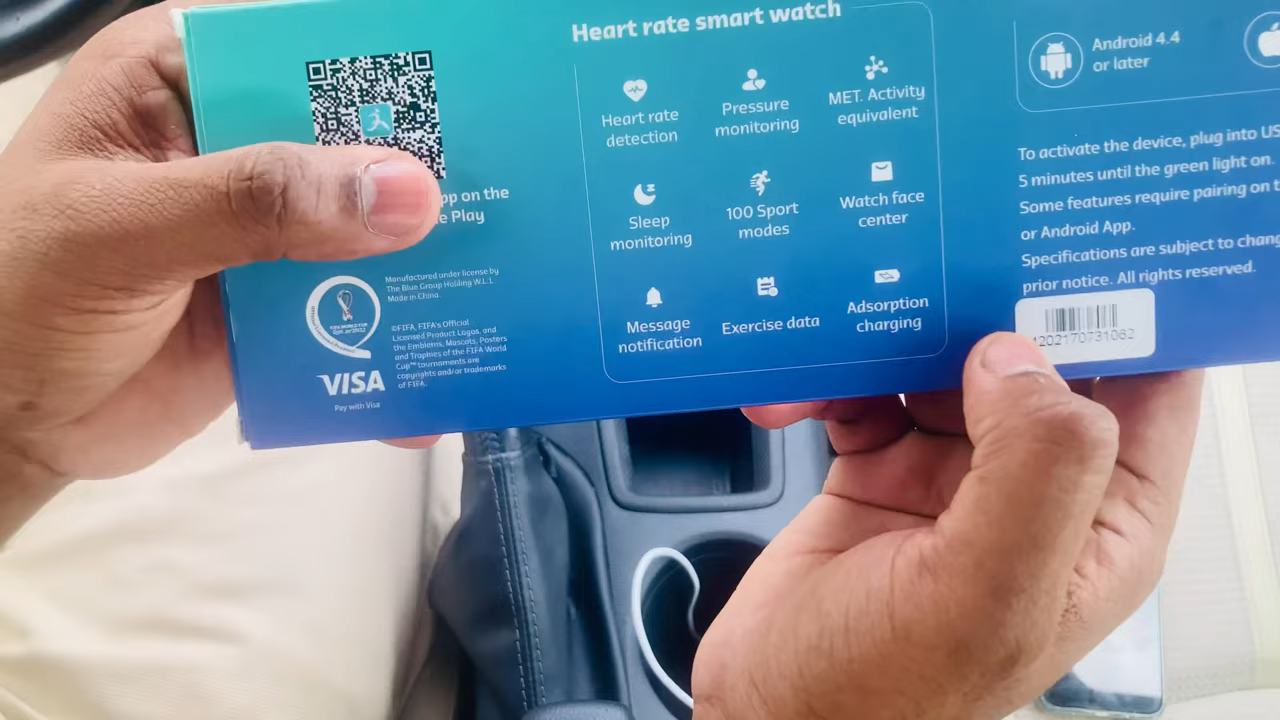 pp on the
e Play
Manufactured under license by
The Blue Group Holding W.L.L
Made in China.
©FIFA, FIFA's Official
Licensed Product Logos, and
the Emblems, Mascots, Posters
and Trophies of the FIFA World
Cup™ tournaments are
copyrights and/or trademarks
of FIFA.
FIFA WORLD CUP
Qatar2022
VISA
Pay with Visa
Heart rate smart watch
Heart rate
detection
Pressure
monitoring
MET. Activity
equivalent
Sleep
monitoring
100 Sport
modes
Watch face
center
Message
notification
Exercise data
Adsorption
charging
Android 4.4
or later
To activate the device, plug into US
5 minutes until the green light on.
Some features require pairing on t
or Android App.
Specifications are subject to chang
prior notice. All rights reserved.
4202170731062